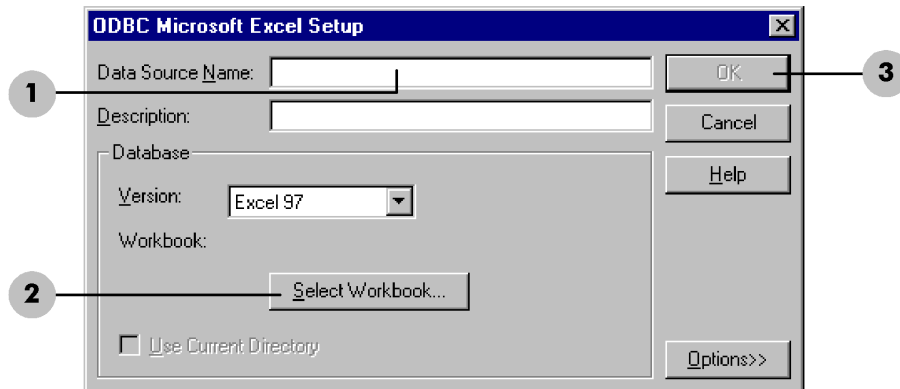 ODBC Microsoft Excel Setup
Data Source Name:
OK
3
1
Description:
Cancel
Database
Help
Version:
Excel 97
Workbook:
2
Select Workbook...
Use Current Directory
Options>>